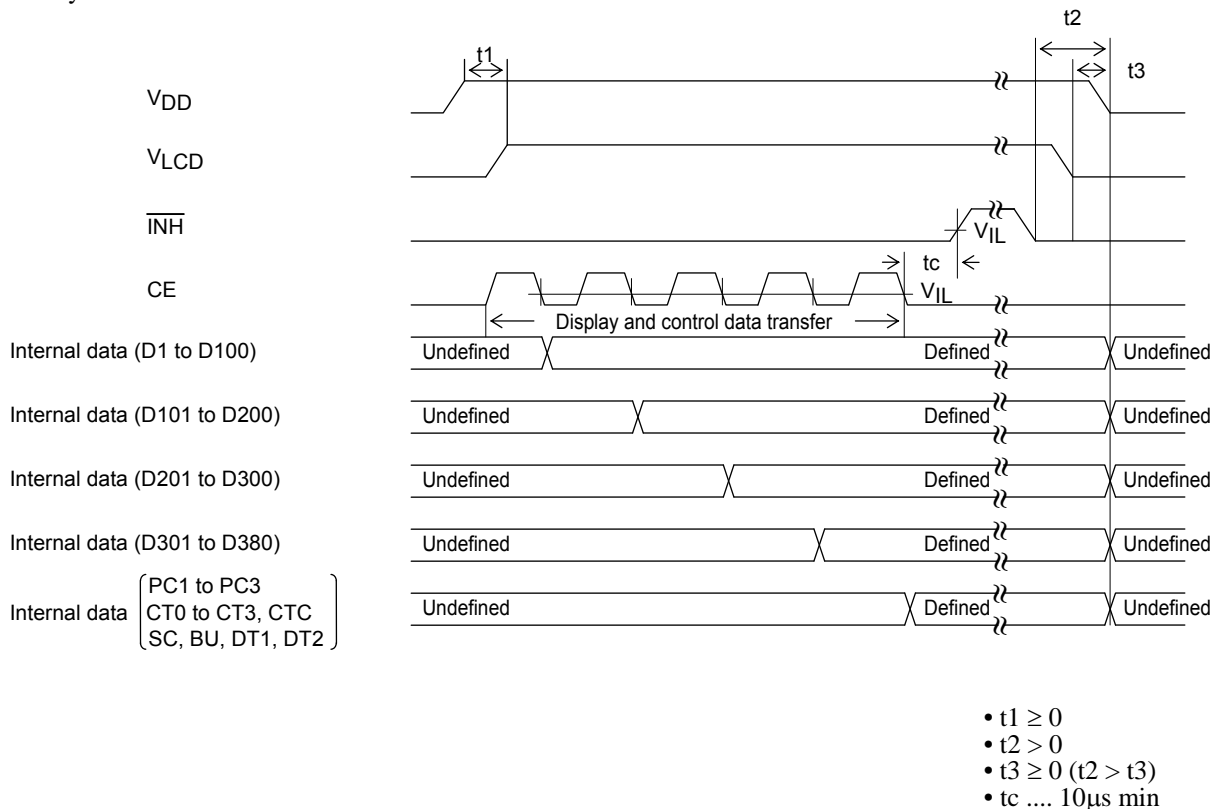 t2
t1
t3
VDD
VLCD
INH
VIL
tc
CE
VIL
Display and control data transfer
Internal data (D1 to D100)
Undefined
Defined
Undefined
Internal data (D101 to D200)
Undefined
Defined
Undefined
Internal data (D201 to D300)
Undefined
Defined
Undefined
Internal data (D301 to D380)
Undefined
Defined
Undefined
Internal data
PC1 to PC3
CT0 to CT3, CTC
SC, BU, DT1, DT2
Undefined
Defined
Undefined
• t1 ≥ 0
• t2 > 0
• t3 ≥ 0 (t2 > t3)
• tc .... 10μs min